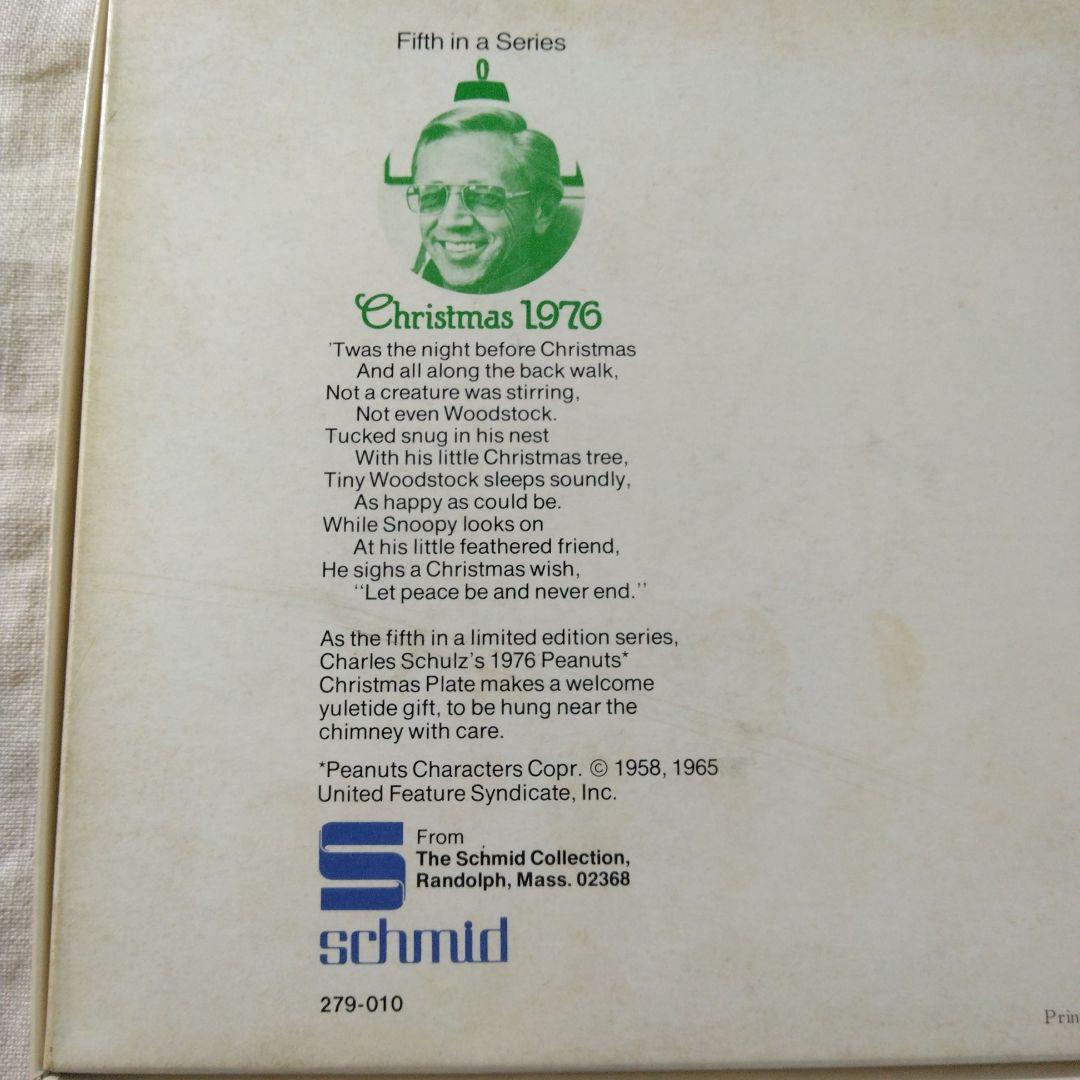 Fifth in a Series
Christmas 1976
'Twas the night before Christmas
And all along the back walk,
Not a creature was stirring,
Not even Woodstock.
Tucked snug in his nest
With his little Christmas tree,
Tiny Woodstock sleeps soundly,
As happy as could be.
While Snoopy looks on
At his little feathered friend,
He sighs a Christmas wish,
“Let peace be and never end.”
As the fifth in a limited edition series,
Charles Schulz's 1976 Peanuts*
Christmas Plate makes a welcome
yuletide gift, to be hung near the
chimney with care.
*Peanuts Characters Copr. © 1958, 1965
United Feature Syndicate, Inc.
From
The Schmid Collection,
Randolph, Mass. 02368
schmid
279-010
Prin